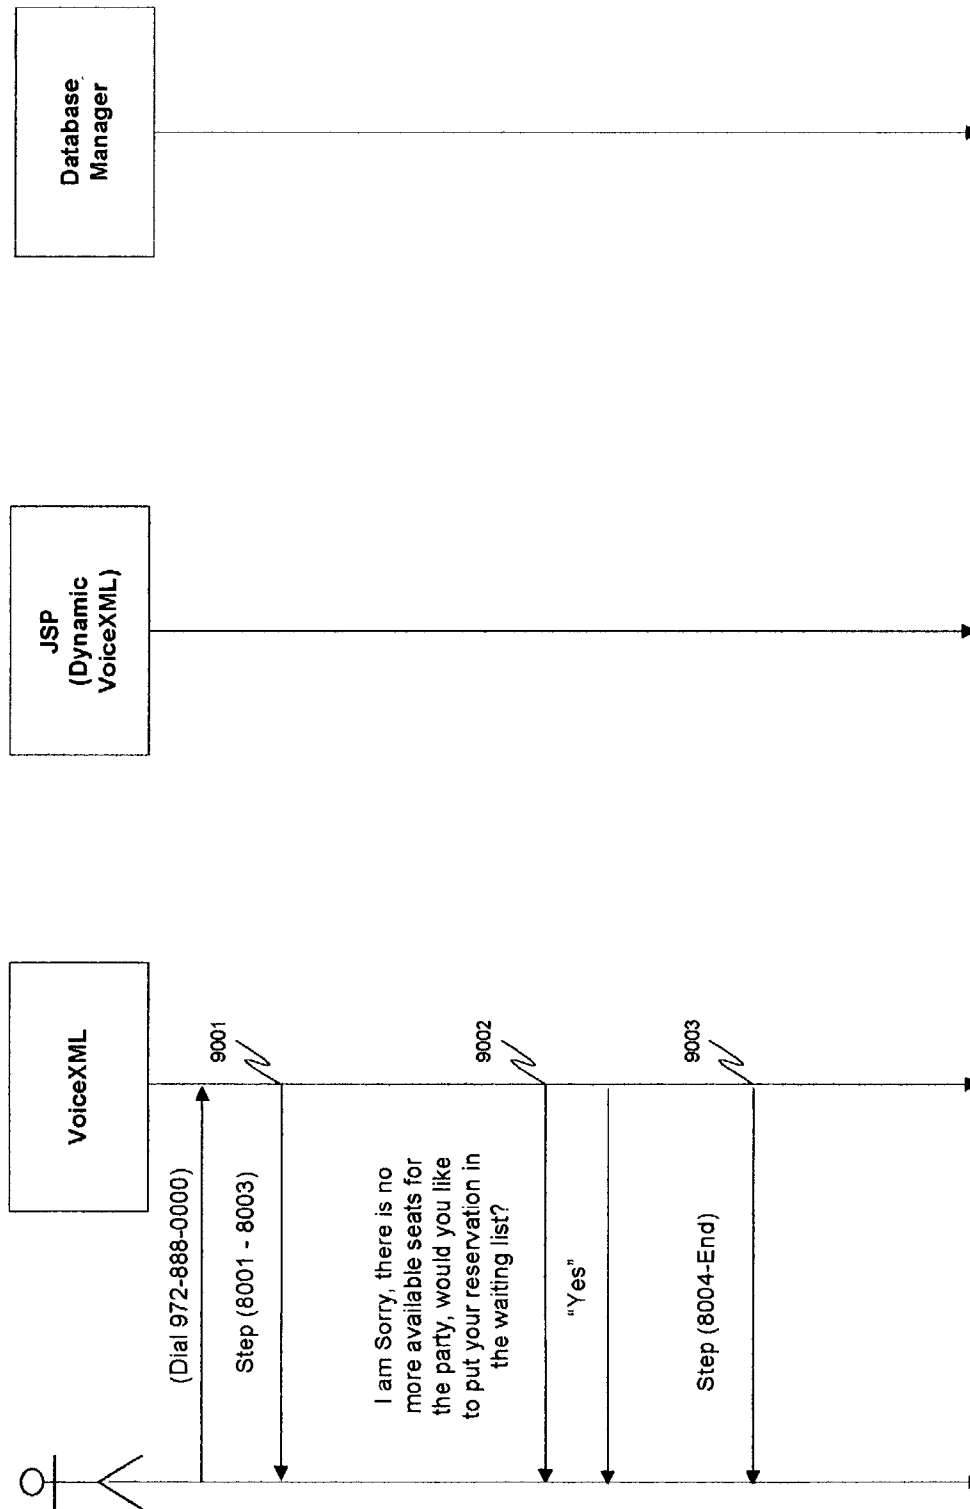 VoiceXML
JSP
(Dynamic
VoiceXML)
Database
Manager
(Dial 972-888-0000)
9001
Step (8001 - 8003)
9002
I am Sorry, there is no
more available seats for
the party, would you like
to put your reservation in
the waiting list?
“Yes”
9003
Step (8004-End)